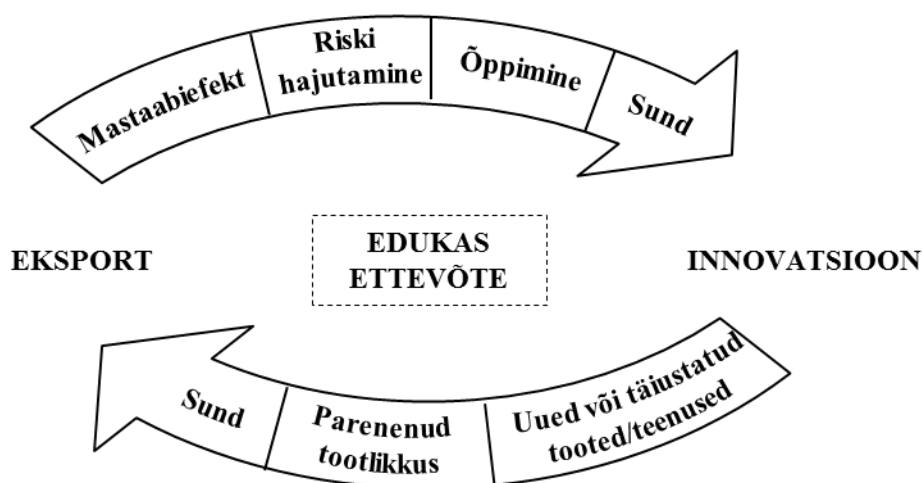 Mastaabiefekt
Riski
hajutamine
Õppimine
Sund
EKSPORT
EDUKAS
ETTEVÕTE
INNOVATSIOON
Sund
Parenenud
tootlikkus
Uued või täiustatud
tooted/teenused